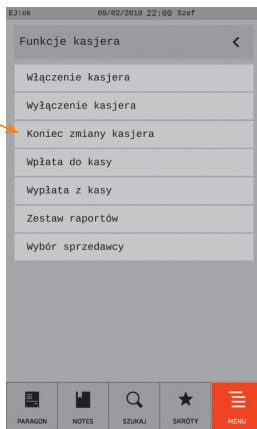 EJ:ok 09/02/2018 22:00 Szef
Funkcje kasjera
Włączenie kasjera
Wyłączenie kasjera
Koniec zmiany kasjera
Wpłata do kasy
Wypłata z kasy
Zestaw raportów
Wybór sprzedawcy
PARAGON NOTES SZUKAJ SKRÓTY MENU